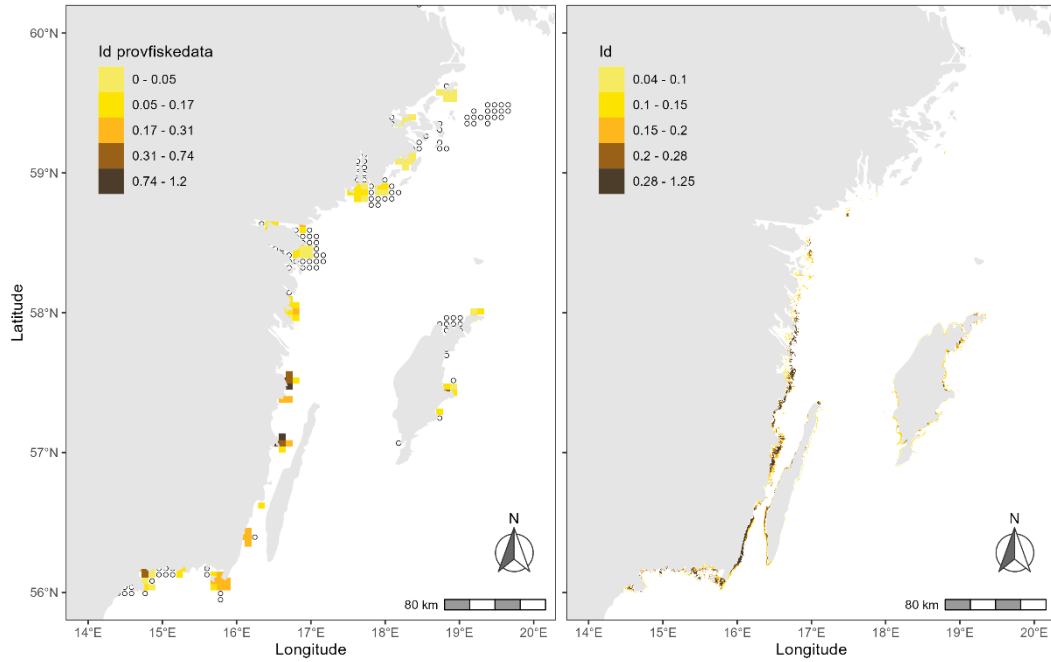 Id provfiskedata
0 - 0.05
0.05 - 0.17
0.17 - 0.31
0.31 - 0.74
0.74 - 1.2
Id
0.04 - 0.1
0.1 - 0.15
0.15 - 0.2
0.2 - 0.28
0.28 - 1.25
60°N
59°N
58°N
57°N
56°N
Latitude
N
80 km
N
80 km
14°E 15°E 16°E 17°E 18°E 19°E 20°E
14°E 15°E 16°E 17°E 18°E 19°E 20°E
Longitude
Longitude